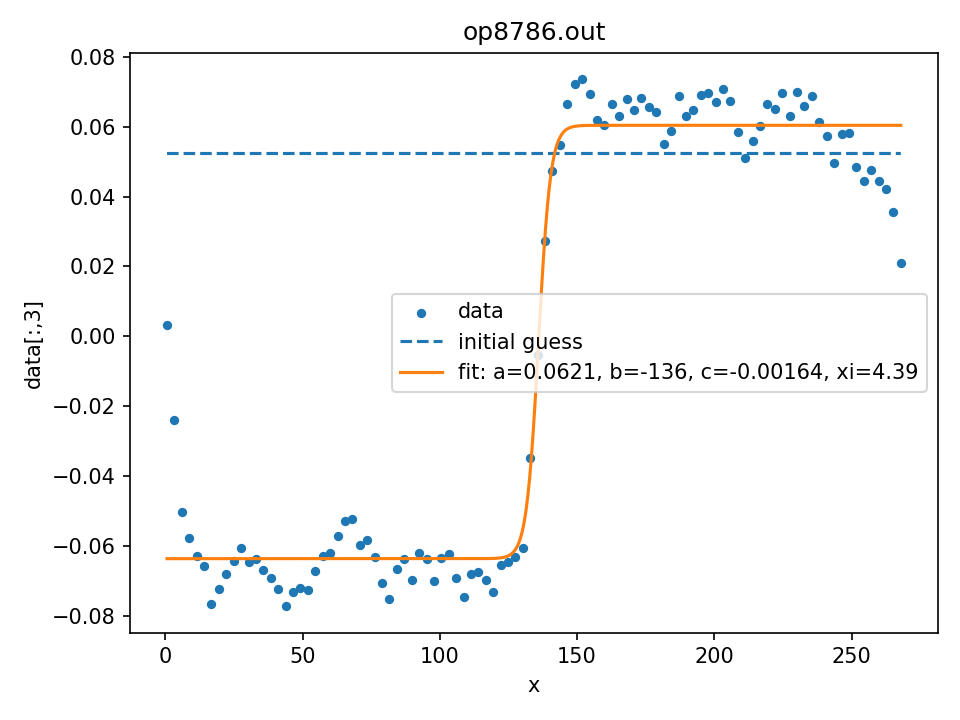 op8786.out
0.08
0.06
0.04
0.02
0.00
−0.02
−0.04
−0.06
−0.08
data[:,3]
data
initial guess
fit: a=0.0621, b=-136, c=-0.00164, xi=4.39
0 50 100 150 200 250
x